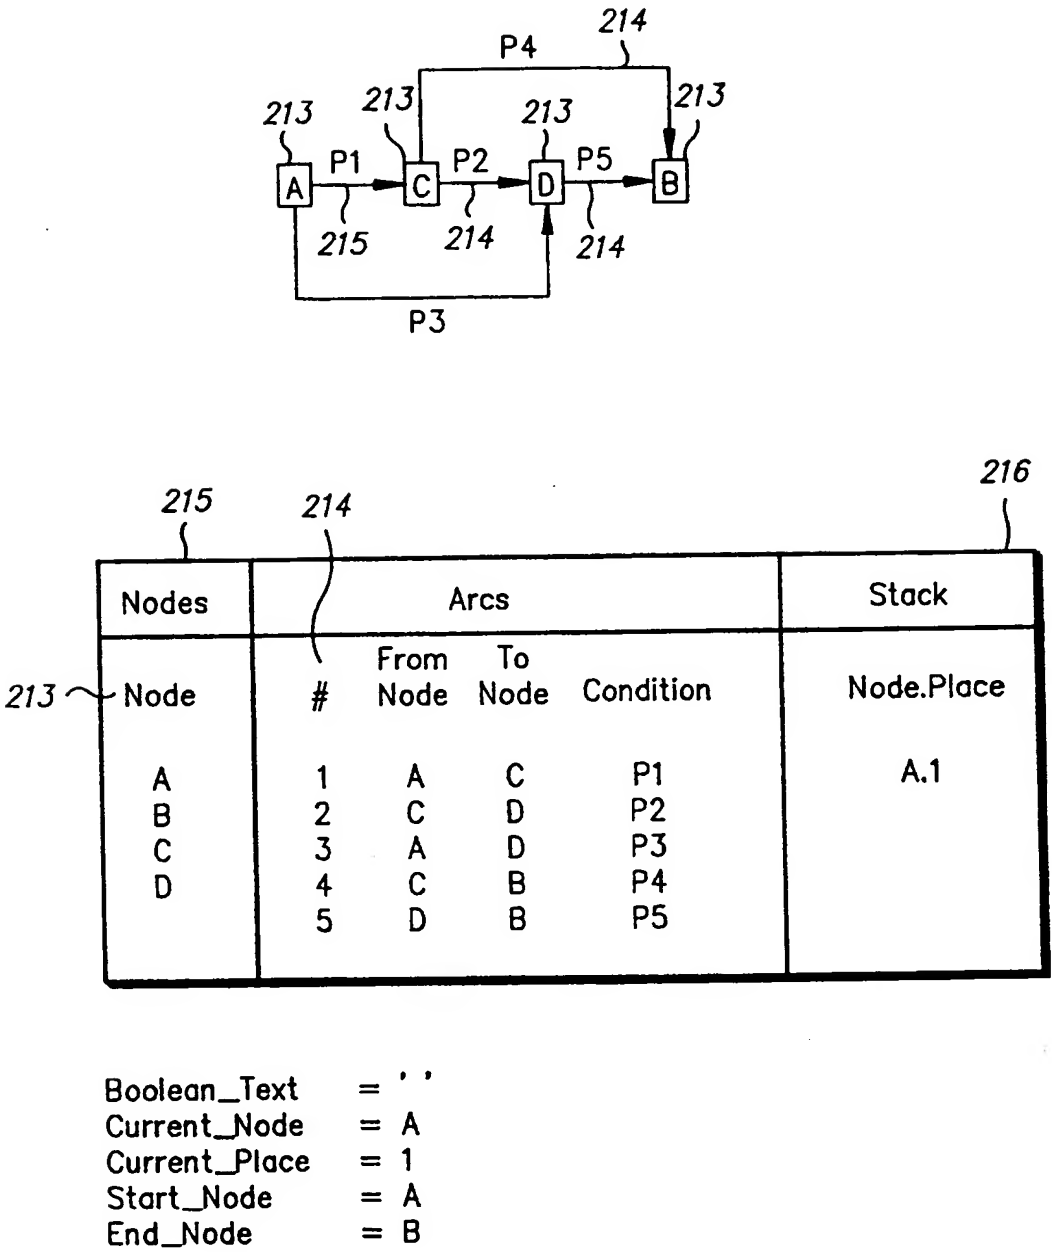 214
P4
213 213 213 213
P1 P2 P5
A C D B
215 214 214
P3
216
215 214
Nodes Arcs Stack
From To
213 Node # Node Node Condition Node.Place
A 1 A C P1 A.1
B 2 C D P2
C 3 A D P3
D 4 C B P4
5 D B P5
Boolean_Text = ' '
Current_Node = A
Current_Place = 1
Start_Node = A
End_Node = B